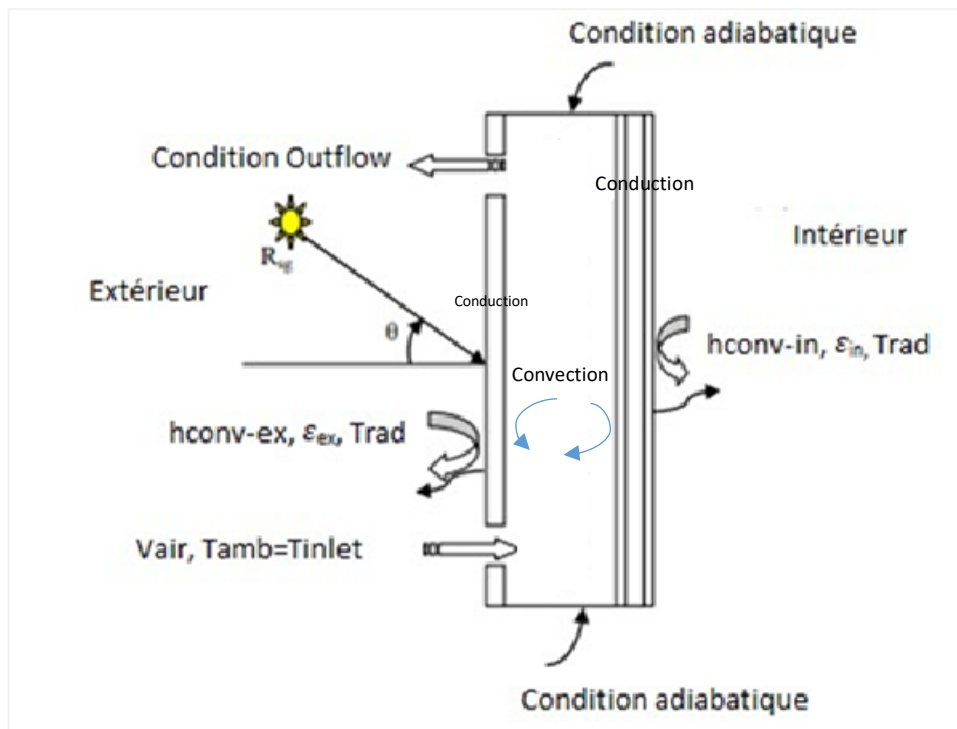 Condition adiabatique
Condition Outflow
Conduction
Intérieur
Extérieur
Conduction
θ
hconv-in, εin, Trad
Convection
hconv-ex, εex, Trad
Vair, Tamb=Tinlet
Condition adiabatique